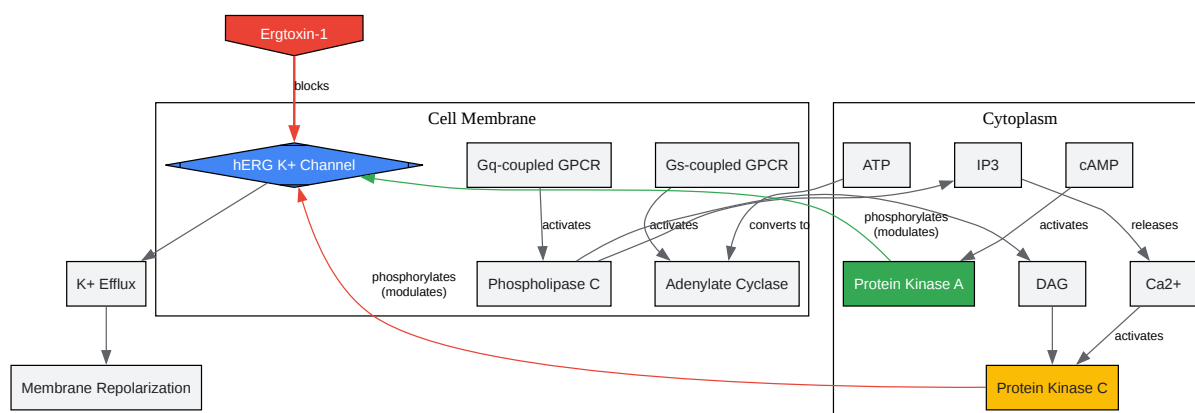 Ergtoxin-1
blocks
Cell Membrane
Cytoplasm
hERG K+ Channel
Gq-coupled GPCR
Gs-coupled GPCR
ATP
IP3
cAMP
activates
activates
converts to
phosphorylates
(modulates)
activates
releases
phosphorylates
(modulates)
K+ Efflux
Phospholipase C
Adenylate Cyclase
Protein Kinase A
DAG
Ca2+
activates
Membrane Repolarization
Protein Kinase C